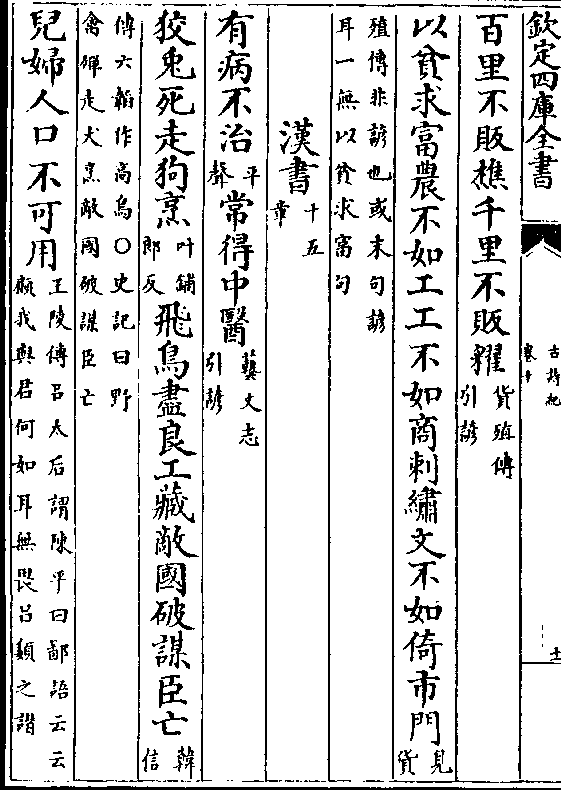 欽定四庫全書
古詩紀
卷十
十一
百里不販樵千里不販糴貨殖傳引諺
以貧求富農不如工工不如商刺繡文不如倚市門見貨
殖傳非諺也或末句諺
耳一無以貧求富句
漢書十五章
有病不治平聲常得中醫藝文志引諺
狡兎死走狗烹叶鋪郎反飛鳥盡良工藏敵國破謀臣亡韓信
傳六韜作高鳥○史記曰野
禽殫走犬烹敵國破謀臣亡
兒婦人口不可用王陵傳吕太后謂陳平曰鄙語云云
顧我與君何如耳無畏吕嬃之譖